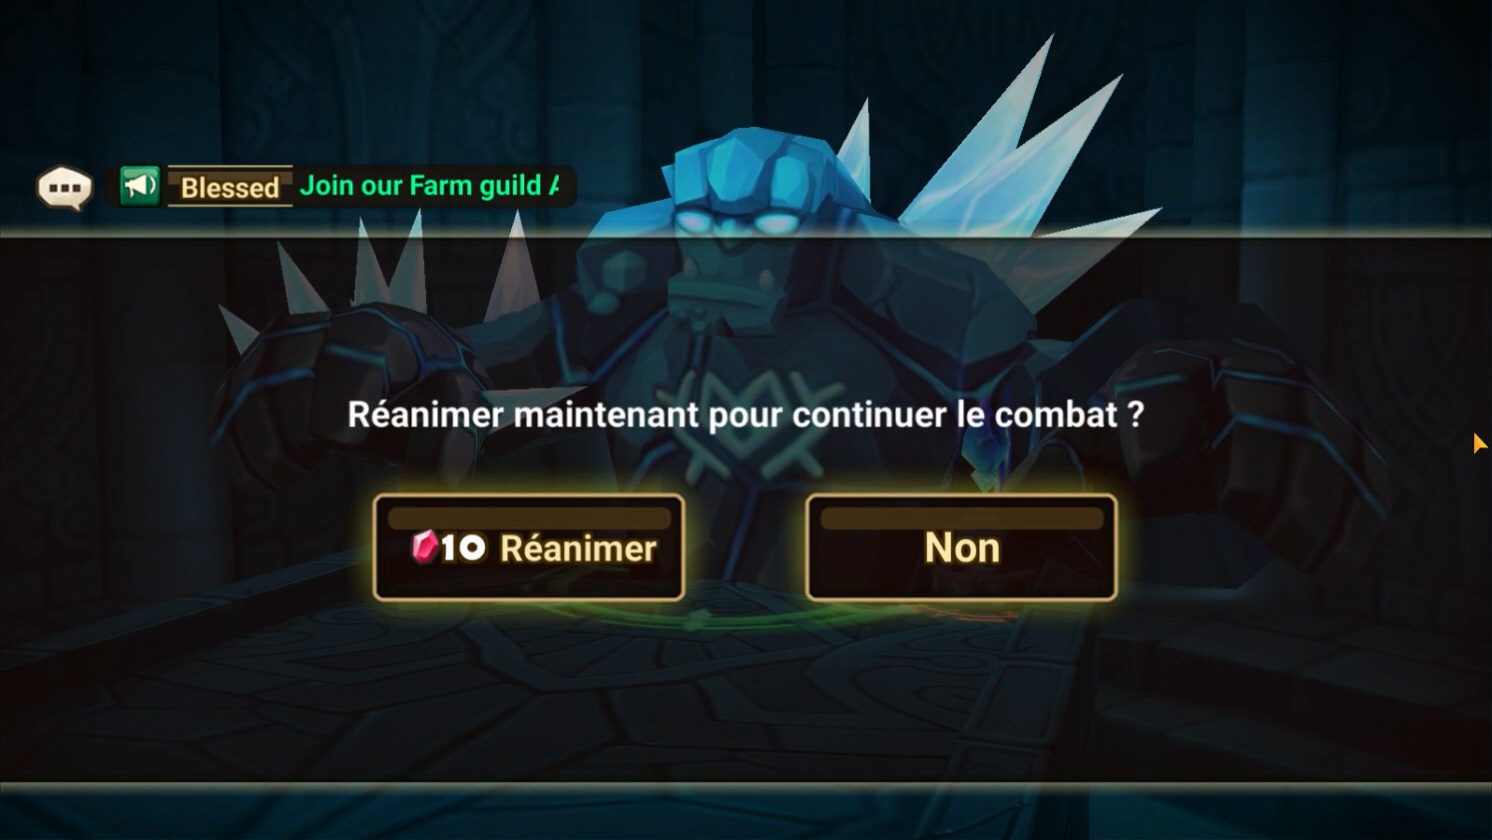 Blessed Join our Farm guild
Réanimer maintenant pour continuer le combat ?
10 Réanimer
Non